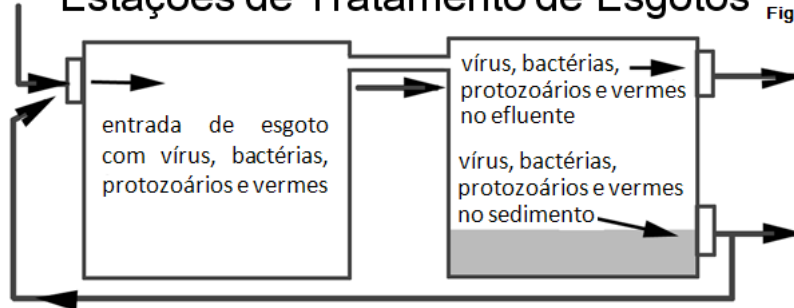 Estações de Tratamento de Esgotos
Fig
entrada de esgoto
com vírus, bactérias,
protozoários e vermes
vírus, bactérias,
protozoários e vermes
no efluente
vírus, bactérias,
protozoários e vermes
no sedimento